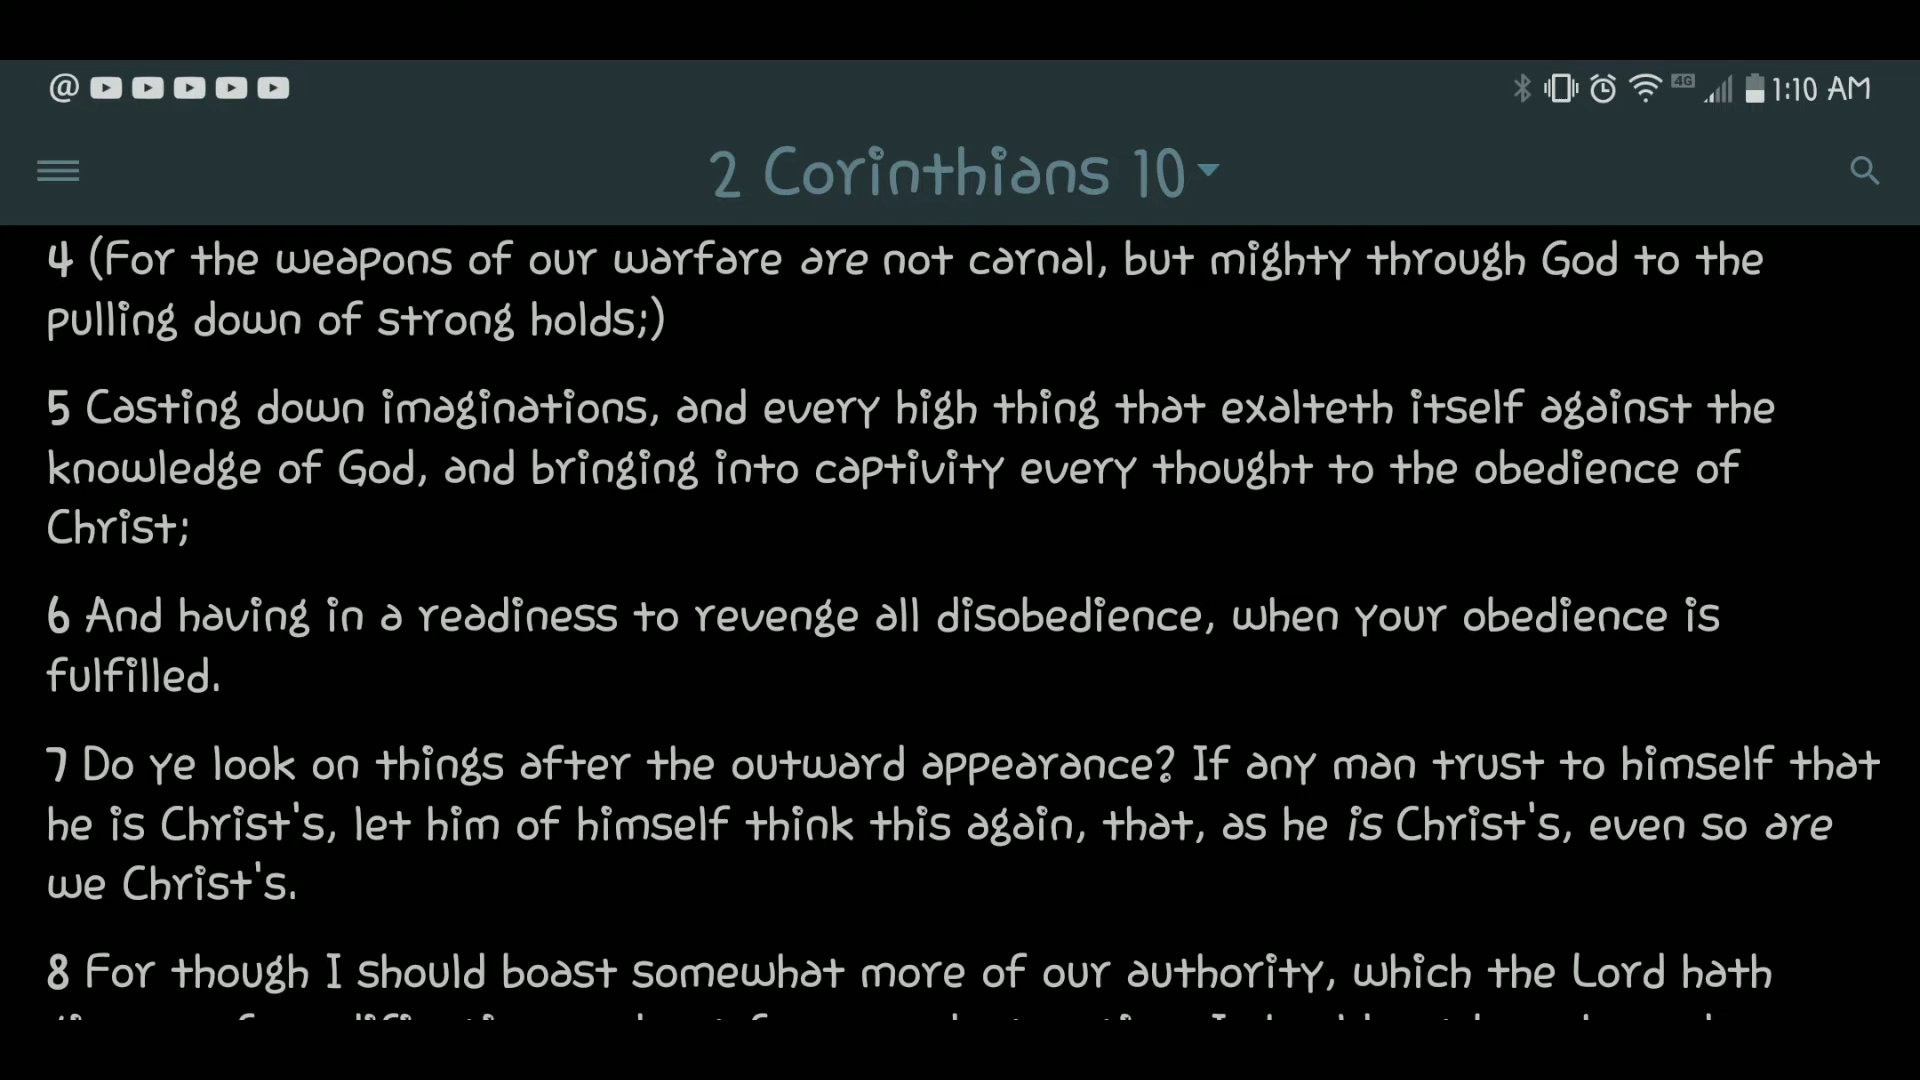 @ 4G 1:10 AM
2 Corinthians 10
4 (For the weapons of our warfare are not carnal, but mighty through God to the
pulling down of strong holds;)
5 Casting down imaginations, and every high thing that exalteth itself against the
knowledge of God, and bringing into captivity every thought to the obedience of
Christ;
6 And having in a readiness to revenge all disobedience, when your obedience is
fulfilled.
7 Do ye look on things after the outward appearance? If any man trust to himself that
he is Christ's, let him of himself think this again, that, as he is Christ's, even so are
we Christ's.
8 For though I should boast somewhat more of our authority, which the Lord hath